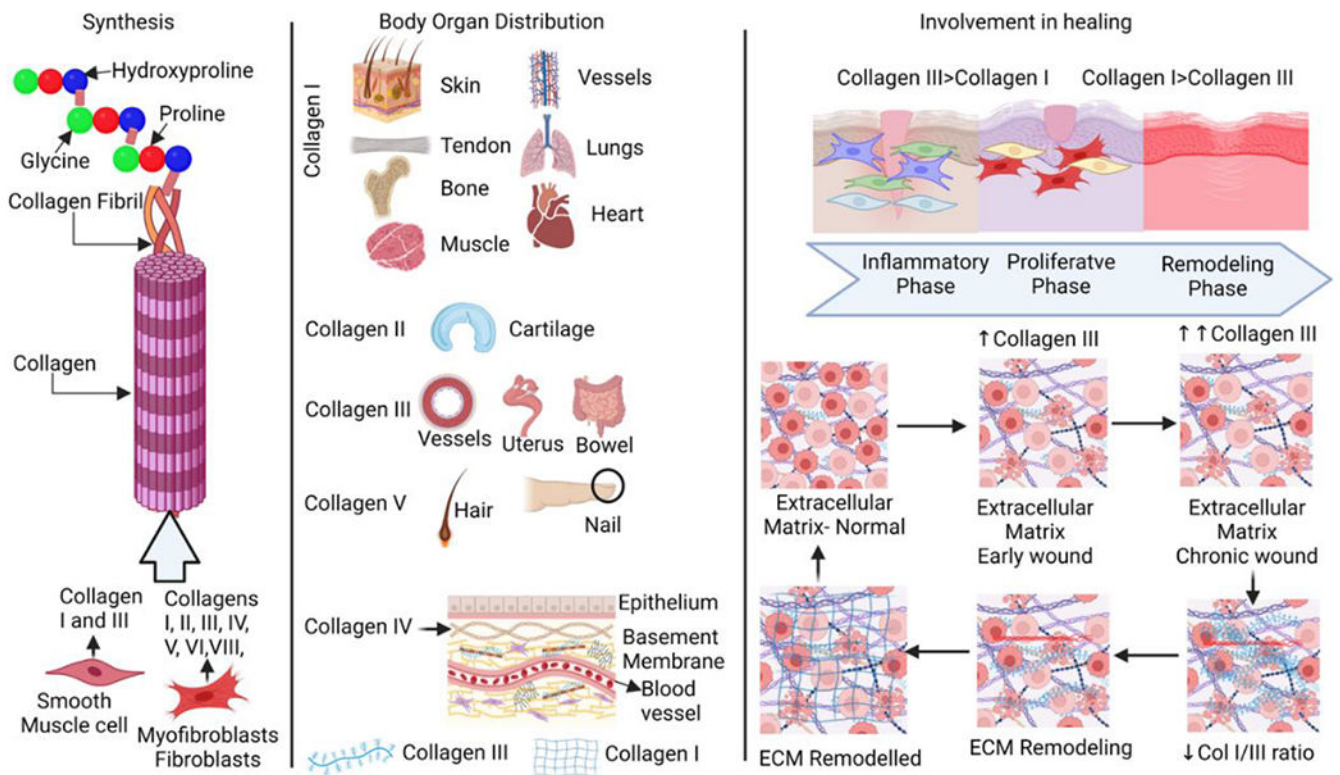 Synthesis
Hydroxyproline
Proline
Glycine
Collagen Fibril
Collagen
Collagen
I and III
Collagens
I, II, III, IV,
V, VI,VIII,
Smooth
Muscle cell
Myofibroblasts
Fibroblasts
Body Organ Distribution
Collagen I
Skin
Vessels
Tendon
Lungs
Bone
Heart
Muscle
Collagen II
Cartilage
Collagen III
Vessels
Uterus
Bowel
Collagen V
Hair
Nail
Collagen IV
Epithelium
Basement
Membrane
Blood
vessel
Collagen III
Collagen I
Involvement in healing
Collagen III>Collagen I
Collagen I>Collagen III
Inflammatory
Phase
Proliferatve
Phase
Remodeling
Phase
↑Collagen III
↑↑Collagen III
Extracellular
Matrix- Normal
Extracellular
Matrix
Early wound
Extracellular
Matrix
Chronic wound
ECM Remodelled
ECM Remodeling
↓Col I/III ratio